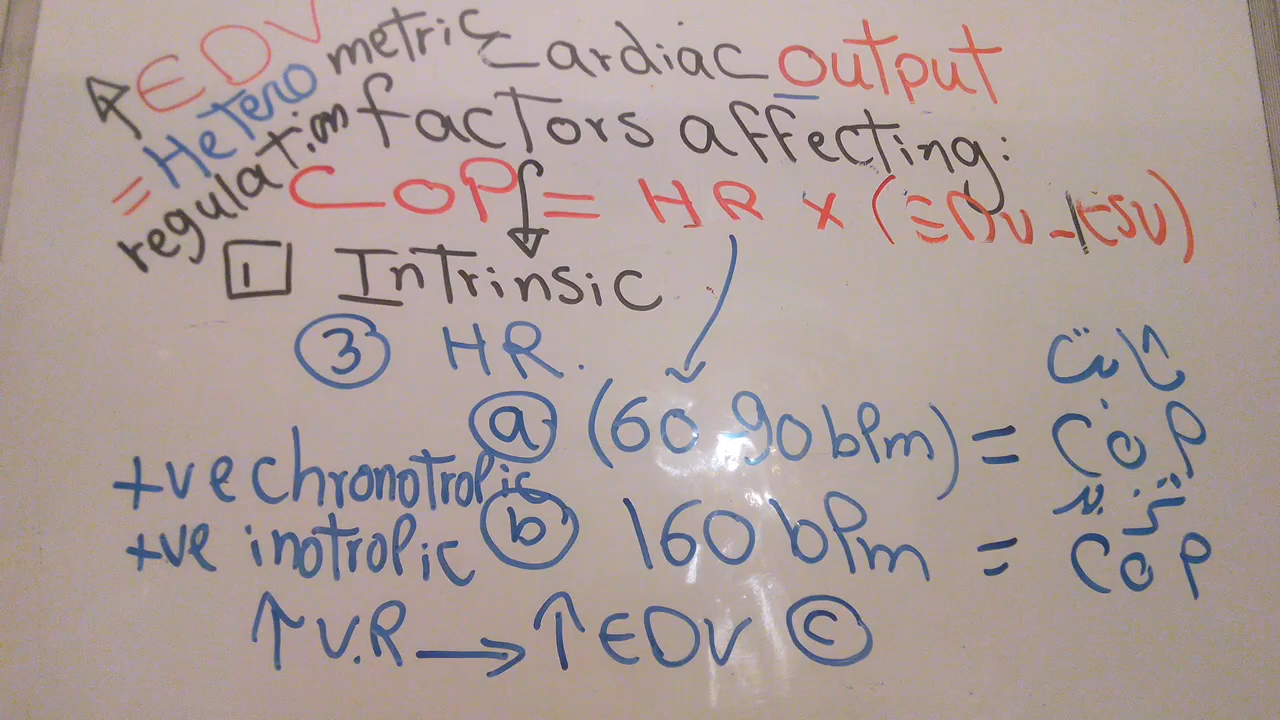 ↑EDV
= Heterometric
regulation
Cardiac output
factors affecting:
COP = HR x (EDV - ESV)
1 Intrinsic
3 HR.
ثابت
a (60 90 bpm) = COP
+ve chronotropic
تزيد
b 160 bpm = COP
+ve inotropic
↑ V.R → ↑ EDV c